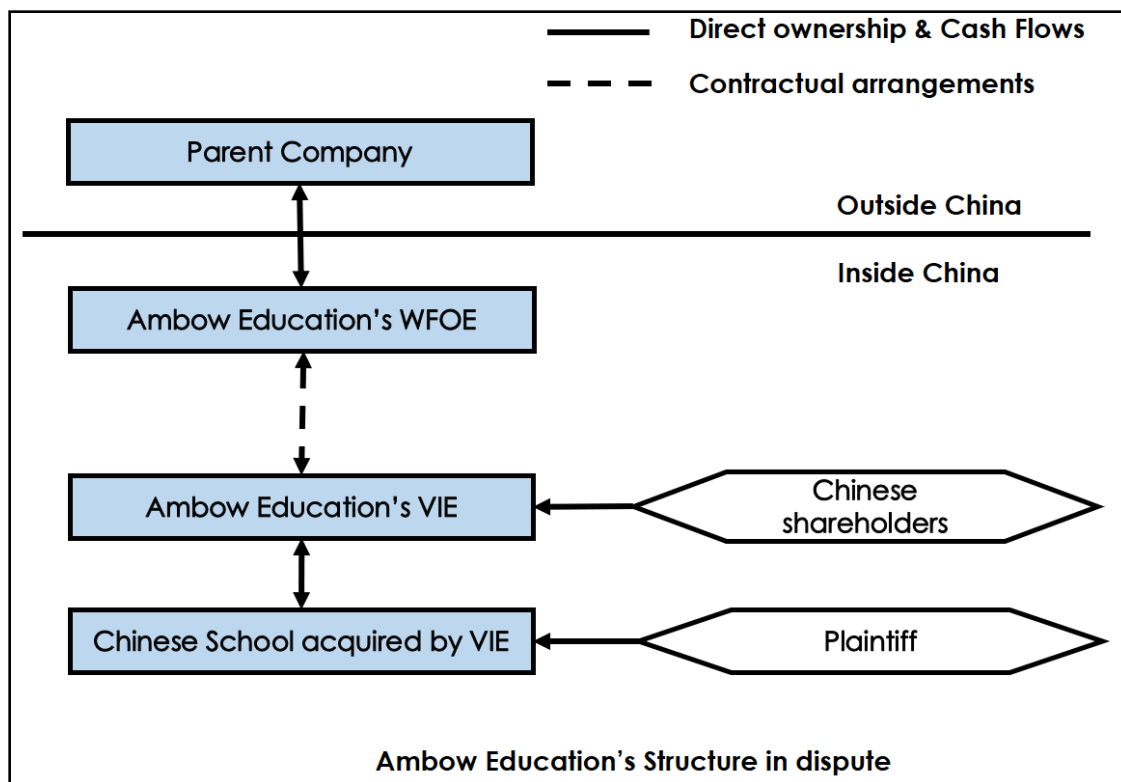 Direct ownership & Cash Flows
Contractual arrangements
Parent Company
Outside China
Inside China
Ambow Education’s WFOE
Ambow Education’s VIE
Chinese
shareholders
Chinese School acquired by VIE
Plaintiff
Ambow Education’s Structure in dispute